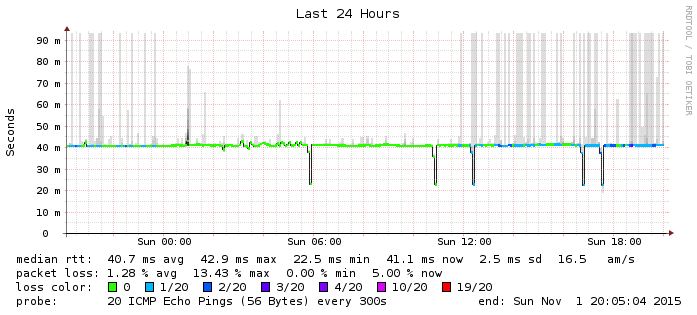 Last 24 Hours
RRDTOOL / TOBI OETIKER
Seconds
90 m
80 m
70 m
60 m
50 m
40 m
30 m
20 m
10 m
0
Sun 00:00 Sun 06:00 Sun 12:00 Sun 18:00
median rtt: 40.7 ms avg 42.9 ms max 22.5 ms min 41.1 ms now 2.5 ms sd 16.5 am/s
packet loss: 1.28 % avg 13.43 % max 0.00 % min 5.00 % now
loss color: 0 1/20 2/20 3/20 4/20 10/20 19/20
probe: 20 ICMP Echo Pings (56 Bytes) every 300s end: Sun Nov 1 20:05:04 2015